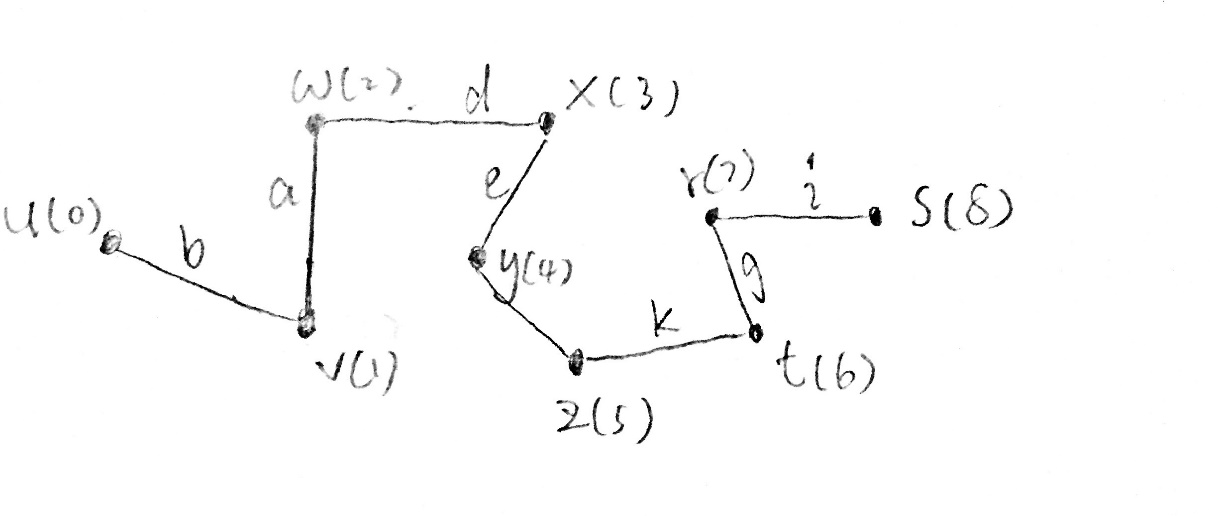 w(2). d x(3)
a e r(7) i s(8)
u(0) b
y(4) g
k
v(1) t(6)
z(5)